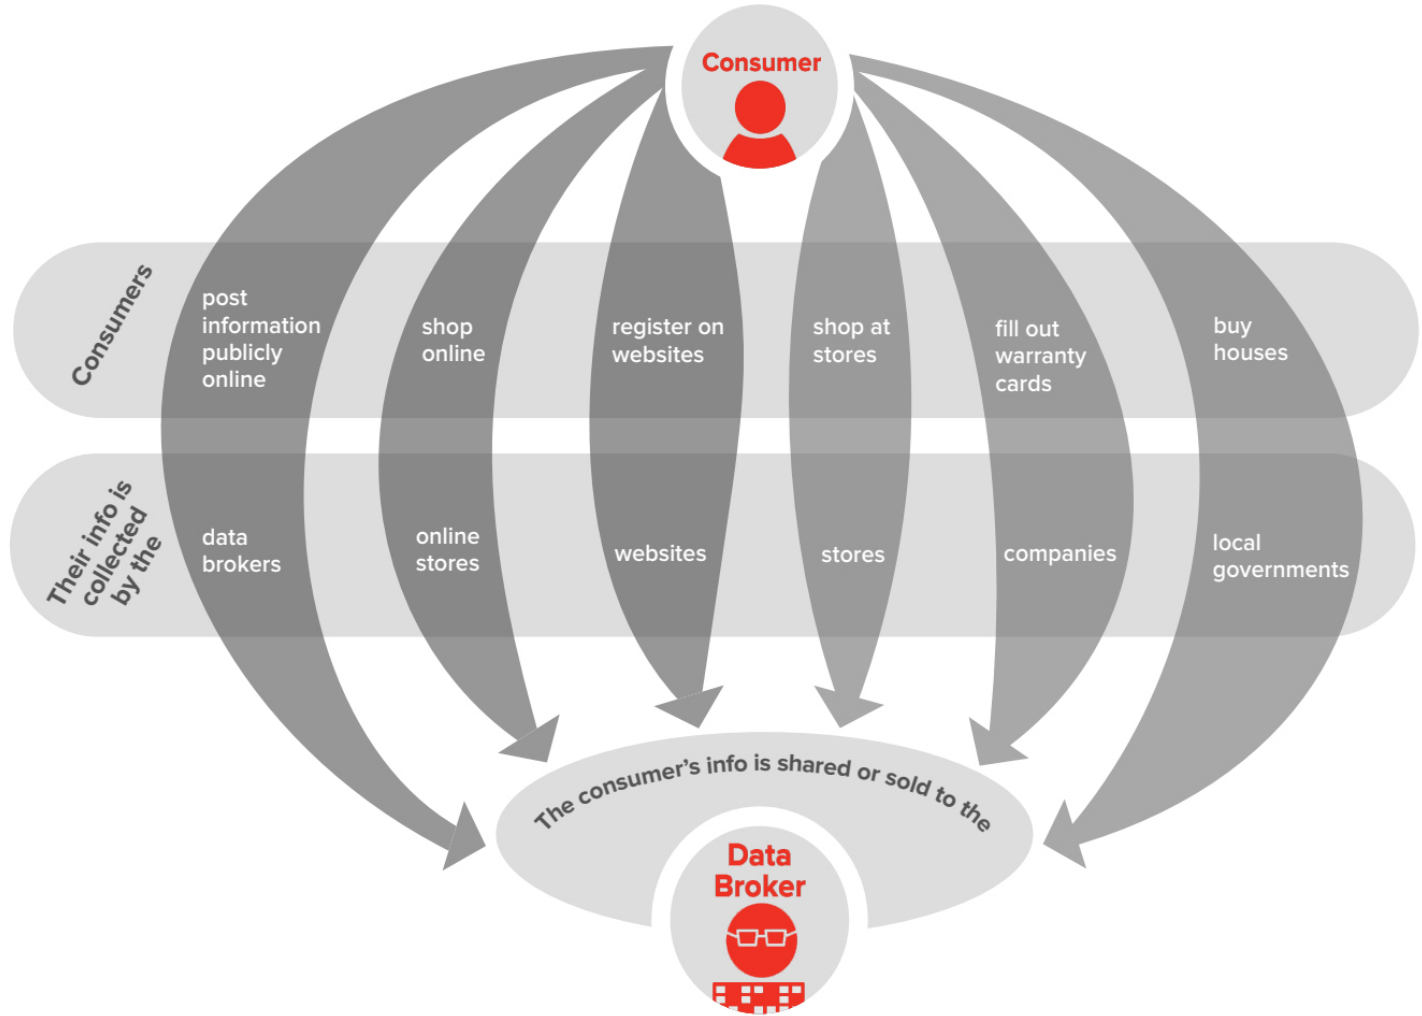 Consumer
Consumers
post
information
publicly
online
shop
online
register on
websites
shop at
stores
fill out
warranty
cards
buy
houses
Their info is
collected
by the
data
brokers
online
stores
websites
stores
companies
local
governments
The consumer's info is shared or sold to the
Data
Broker